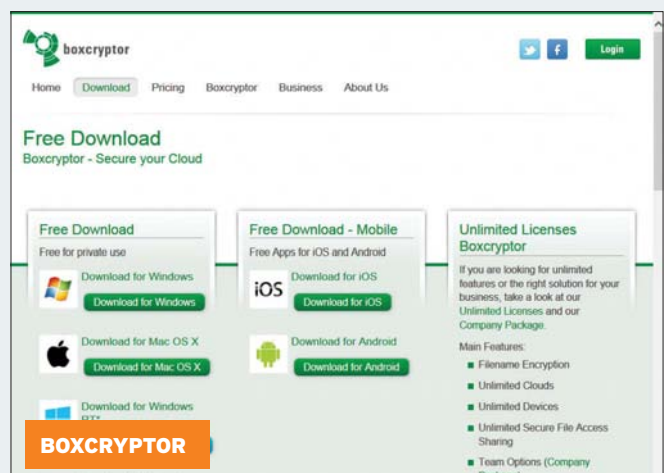 boxcryptor
Login
Home Download Pricing Boxcryptor Business About Us
Free Download
Boxcryptor - Secure your Cloud
Free Download
Free for private use
Download for Windows
Download for Windows
Download for Mac OS X
Download for Mac OS X
Download for Windows
RT*
Free Download - Mobile
Free Apps for iOS and Android
iOS
Download for iOS
Download for iOS
Download for Android
Download for Android
Unlimited Licenses
Boxcryptor
If you are looking for unlimited
features or the right solution for your
business, take a look at our
Unlimited Licenses and our
Company Package.
Main Features:
Filename Encryption
Unlimited Clouds
Unlimited Devices
Unlimited Secure File Access
Sharing
Team Options (Company
BOXCRYPTOR